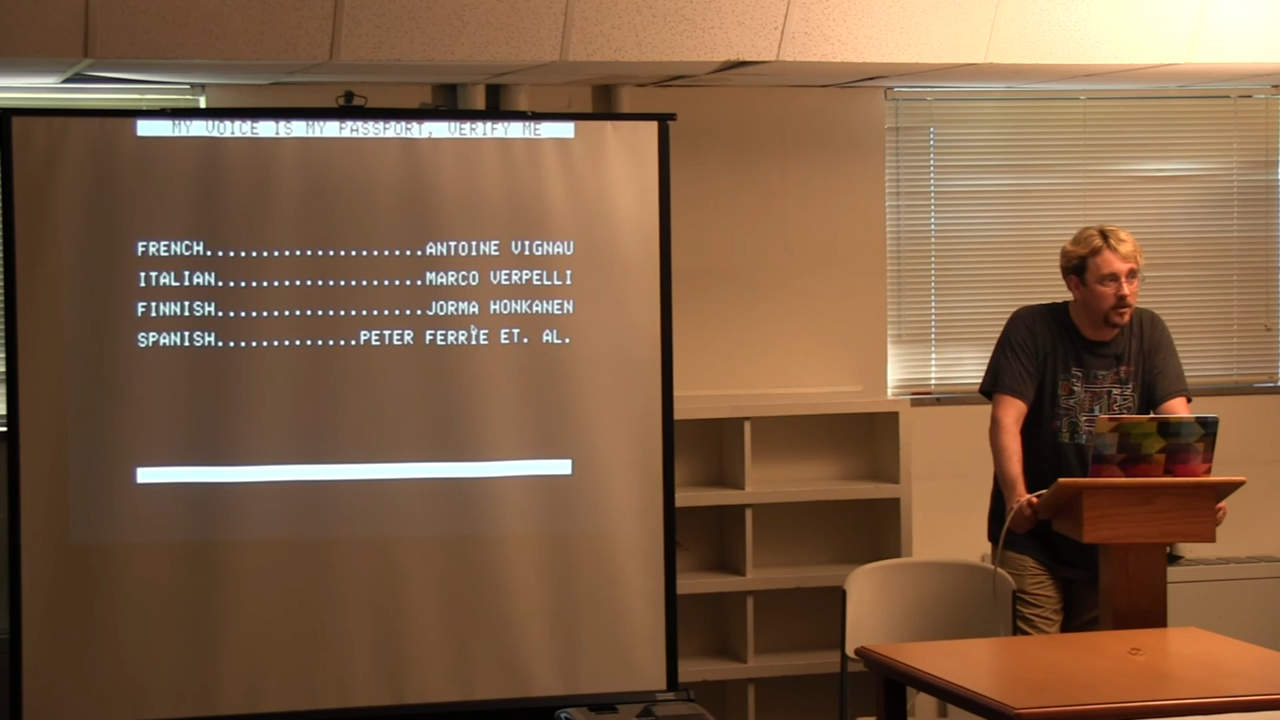 MY VOICE IS MY PASSPORT, VERIFY ME
FRENCH....................ANTOINE VIGNAU
ITALIAN...................MARCO VERPELLI
FINNISH...................JORMA HONKANEN
SPANISH.............PETER FERRIE ET. AL.